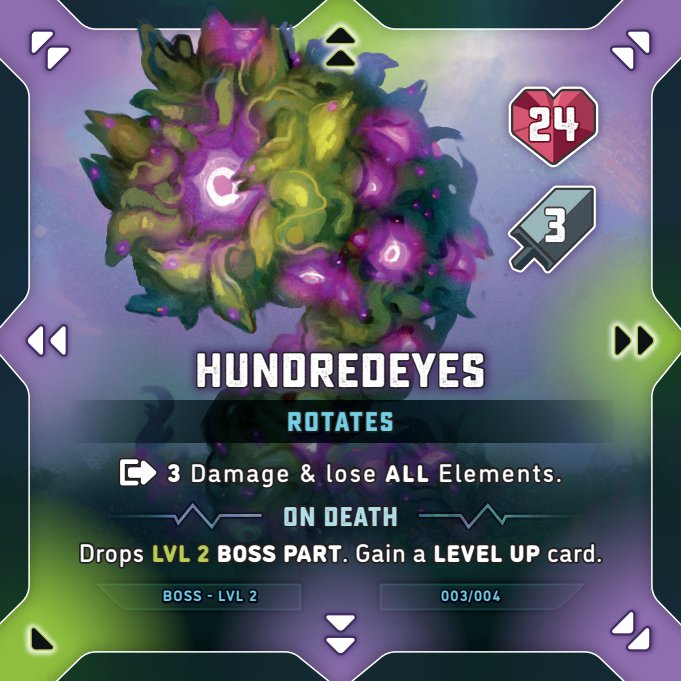 24
3
HUNDREDEYES
ROTATES
3 Damage & lose ALL Elements.
ON DEATH
Drops LVL 2 BOSS PART. Gain a LEVEL UP card.
BOSS - LVL 2
003/004